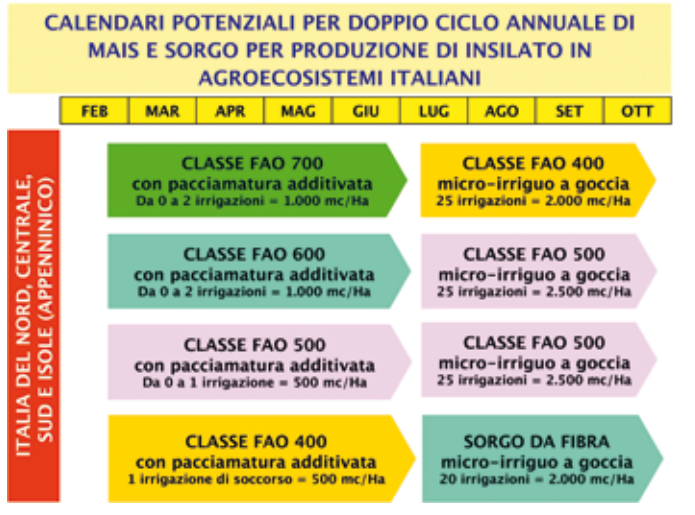 CALENDARI POTENZIALI PER DOPPIO CICLO ANNUALE DI
MAIS E SORGO PER PRODUZIONE DI INSILATO IN
AGROECOSISTEMI ITALIANI
FEB MAR APR MAG GIU LUG AGO SET OTT
ITALIA DEL NORD, CENTRALE,
SUD E ISOLE (APPENNINICO)
CLASSE FAO 700
con pacciamatura additivata
Da 0 a 2 irrigazioni = 1.000 mc/Ha
CLASSE FAO 400
micro-irriguo a goccia
25 irrigazioni = 2.000 mc/Ha
CLASSE FAO 600
con pacciamatura additivata
Da 0 a 2 irrigazioni = 1.000 mc/Ha
CLASSE FAO 500
micro-irriguo a goccia
25 irrigazioni = 2.500 mc/Ha
CLASSE FAO 500
con pacciamatura additivata
Da 0 a 1 irrigazione = 500 mc/Ha
CLASSE FAO 500
micro-irriguo a goccia
25 irrigazioni = 2.500 mc/Ha
CLASSE FAO 400
con pacciamatura additivata
1 irrigazione di soccorso = 500 mc/Ha
SORGO DA FIBRA
micro-irriguo a goccia
20 irrigazioni = 2.000 mc/Ha